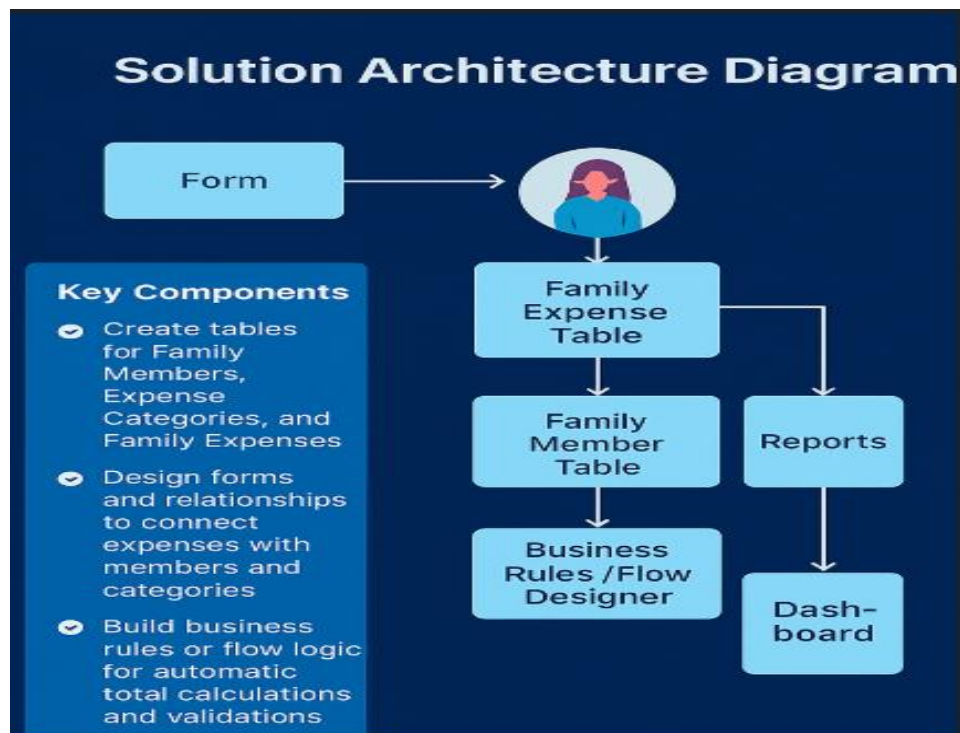 Solution Architecture Diagram
Form
Key Components
Create tables
for Family
Members,
Expense
Categories, and
Family Expenses
Design forms
and relationships
to connect
expenses with
members and
categories
Build business
rules or flow logic
for automatic
total calculations
and validations
Family
Expense
Table
Family
Member
Table
Business
Rules /Flow
Designer
Reports
Dash-
board